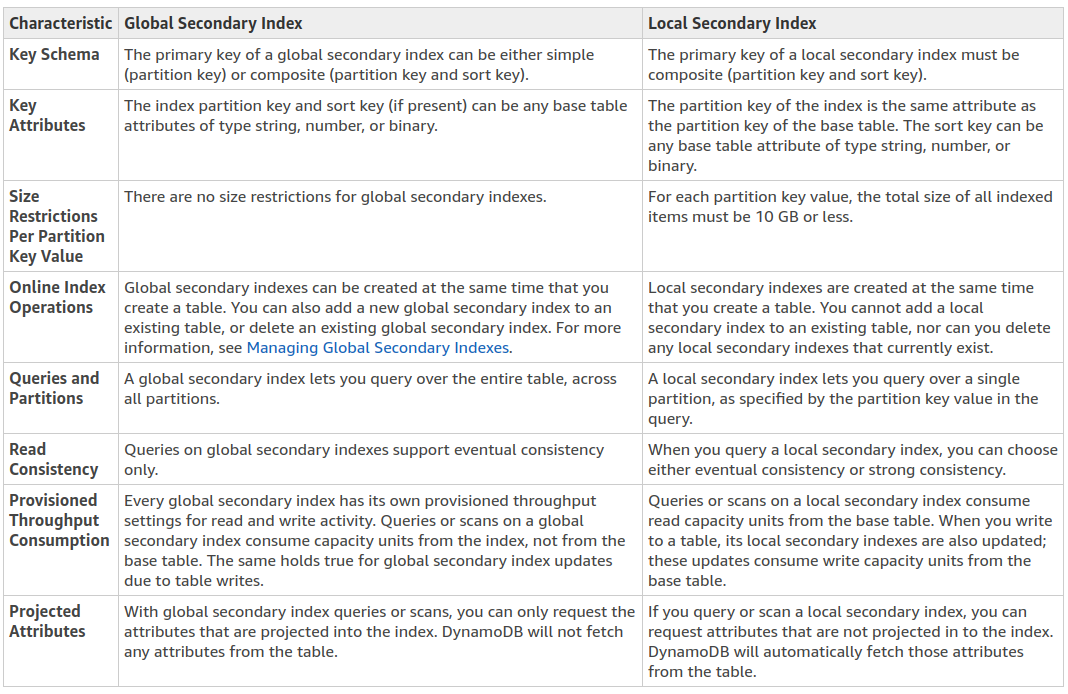 Characteristic Global Secondary Index Local Secondary Index
Key Schema
The primary key of a global secondary index can be either simple
(partition key) or composite (partition key and sort key).
The primary key of a local secondary index must be
composite (partition key and sort key).
Key
Attributes
The index partition key and sort key (if present) can be any base table
attributes of type string, number, or binary.
The partition key of the index is the same attribute as
the partition key of the base table. The sort key can be
any base table attribute of type string, number, or
binary.
Size
Restrictions
Per Partition
Key Value
There are no size restrictions for global secondary indexes.
For each partition key value, the total size of all indexed
items must be 10 GB or less.
Online Index
Operations
Global secondary indexes can be created at the same time that you
create a table. You can also add a new global secondary index to an
existing table, or delete an existing global secondary index. For more
information, see Managing Global Secondary Indexes.
Local secondary indexes are created at the same time
that you create a table. You cannot add a local
secondary index to an existing table, nor can you delete
any local secondary indexes that currently exist.
Queries and
Partitions
A global secondary index lets you query over the entire table, across
all partitions.
A local secondary index lets you query over a single
partition, as specified by the partition key value in the
query.
Read
Consistency
Queries on global secondary indexes support eventual consistency
only.
When you query a local secondary index, you can choose
either eventual consistency or strong consistency.
Provisioned
Throughput
Consumption
Every global secondary index has its own provisioned throughput
settings for read and write activity. Queries or scans on a global
secondary index consume capacity units from the index, not from the
base table. The same holds true for global secondary index updates
due to table writes.
Queries or scans on a local secondary index consume
read capacity units from the base table. When you write
to a table, its local secondary indexes are also updated;
these updates consume write capacity units from the
base table.
Projected
Attributes
With global secondary index queries or scans, you can only request the
attributes that are projected into the index. DynamoDB will not fetch
any attributes from the table.
If you query or scan a local secondary index, you can
request attributes that are not projected in to the index.
DynamoDB will automatically fetch those attributes
from the table.